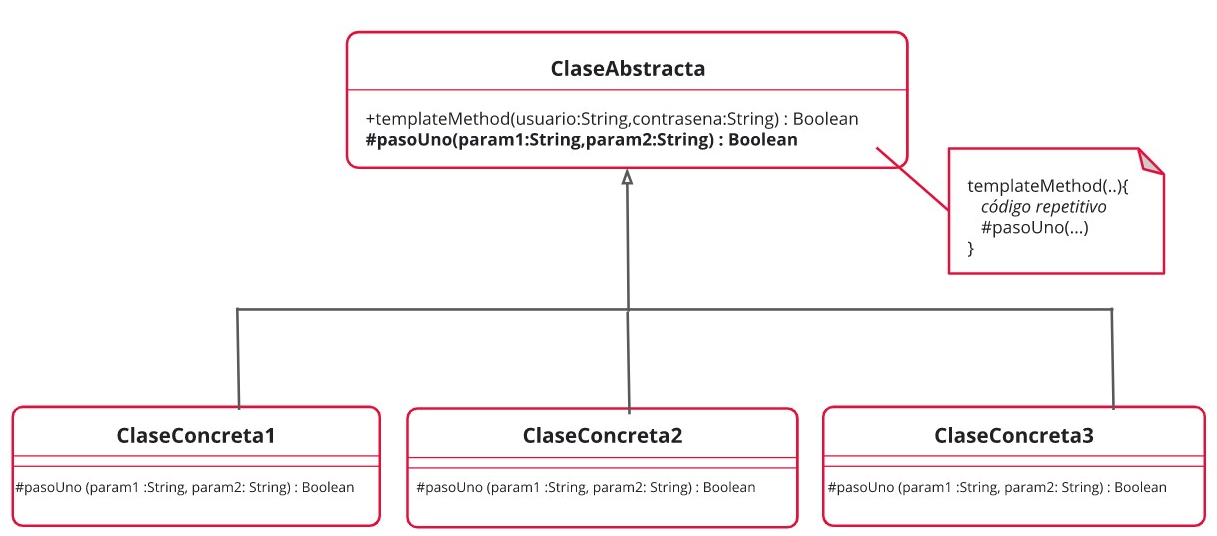 ClaseAbstracta
+templateMethod(usuario:String,contrasena:String) : Boolean
#pasoUno(param1:String,param2:String) : Boolean
templateMethod(..){
código repetitivo
#pasoUno(...)
}
ClaseConcreta1
#pasoUno (param1 :String, param2: String) : Boolean
ClaseConcreta2
#pasoUno (param1 :String, param2: String) : Boolean
ClaseConcreta3
#pasoUno (param1 :String, param2: String) : Boolean